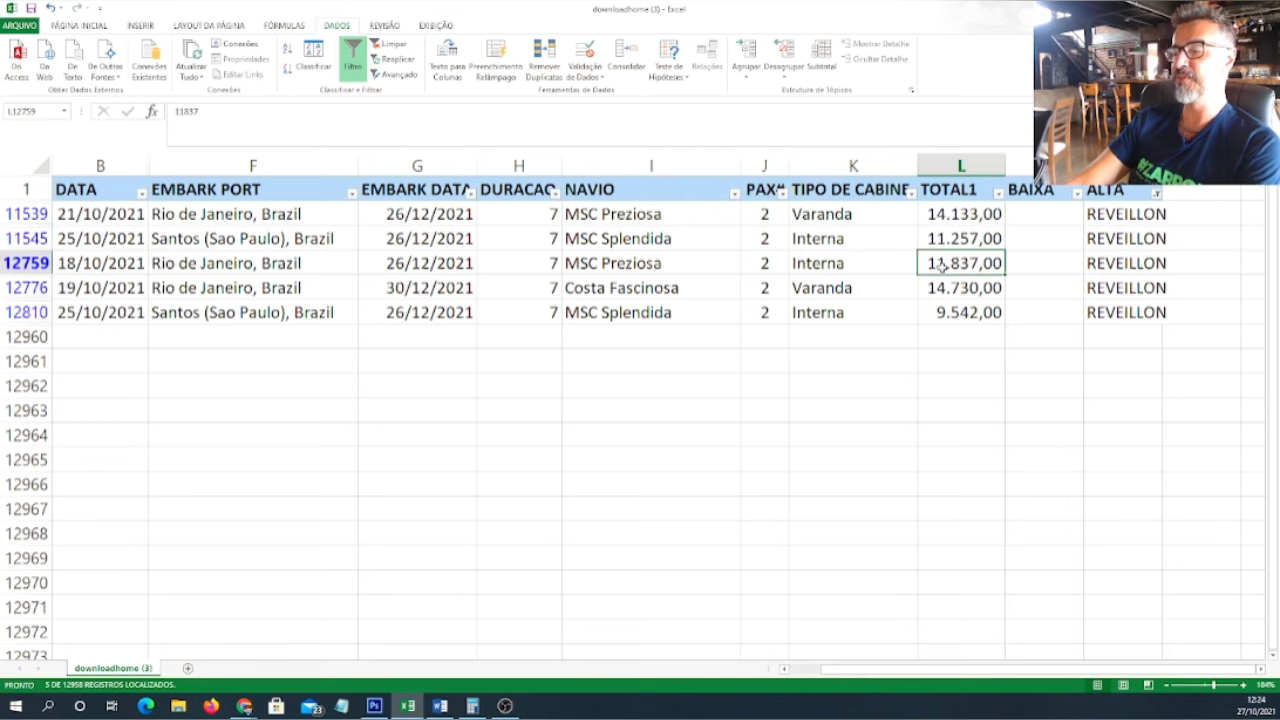 downloadhome (3) - Excel
ARQUIVO PÁGINA INICIAL INSERIR LAYOUT DA PÁGINA FÓRMULAS DADOS REVISÃO EXIBIÇÃO
Do Access
Da Web
De Texto
De Outras Fontes
Conexões Existentes
Obter Dados Externos
Atualizar Tudo
Conexões
Propriedades
Editar Links
Conexões
Classificar
Filtro
Limpar
Reaplicar
Avançado
Classificar e Filtrar
Texto para Colunas
Preenchimento Relâmpago
Remover Duplicatas
Validação de Dados
Consolidar
Teste de Hipóteses
Relações
Ferramentas de Dados
Agrupar
Desagrupar
Subtotal
Mostrar Detalhe
Ocultar Detalhe
Estrutura de Tópicos
L12759 fx 11837
B F G H I J K L
1 DATA EMBARK PORT EMBARK DATA DURACAO NAVIO PAX TIPO DE CABINE TOTAL1 BAIXA ALTA
11539 21/10/2021 Rio de Janeiro, Brazil 26/12/2021 7 MSC Preziosa 2 Varanda 14.133,00 REVEILLON
11545 25/10/2021 Santos (Sao Paulo), Brazil 26/12/2021 7 MSC Splendida 2 Interna 11.257,00 REVEILLON
12759 18/10/2021 Rio de Janeiro, Brazil 26/12/2021 7 MSC Preziosa 2 Interna 11.837,00 REVEILLON
12776 19/10/2021 Rio de Janeiro, Brazil 30/12/2021 7 Costa Fascinosa 2 Varanda 14.730,00 REVEILLON
12810 25/10/2021 Santos (Sao Paulo), Brazil 26/12/2021 7 MSC Splendida 2 Interna 9.542,00 REVEILLON
12960
12961
12962
12963
12964
12965
12966
12967
12968
12969
12970
12971
12972
12973
downloadhome (3)
PRONTO 5 DE 12958 REGISTROS LOCALIZADOS. 184%
23
12:24
27/10/2021